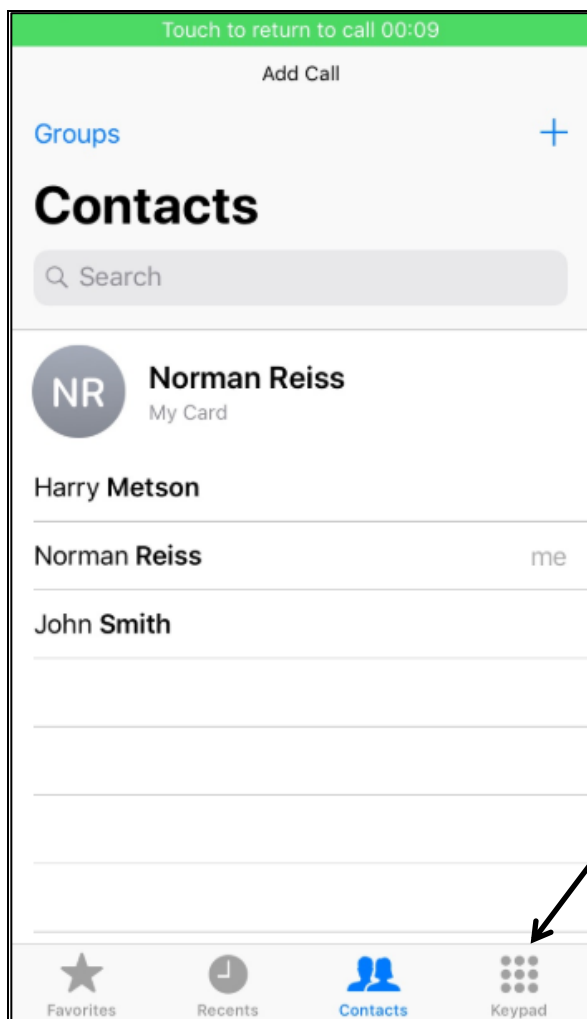 Touch to return to call 00:09
Add Call
Groups +
Contacts
Search
NR
Norman Reiss
My Card
Harry Metson
Norman Reiss me
John Smith
Favorites Recents Contacts Keypad